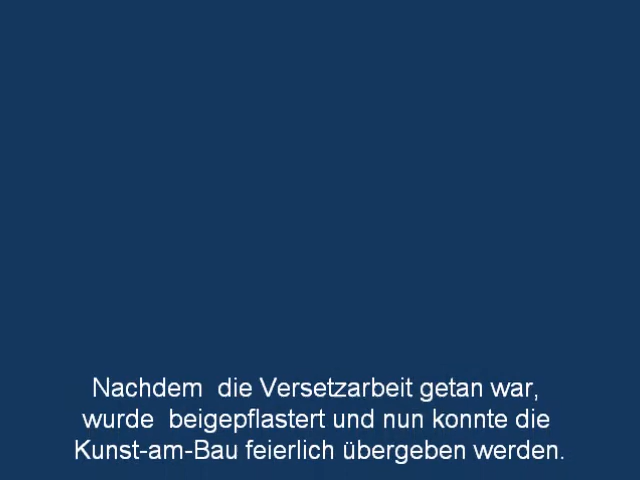 Nachdem  die Versetzarbeit getan war,
wurde  beigepflastert und nun konnte die
Kunst-am-Bau feierlich übergeben werden.